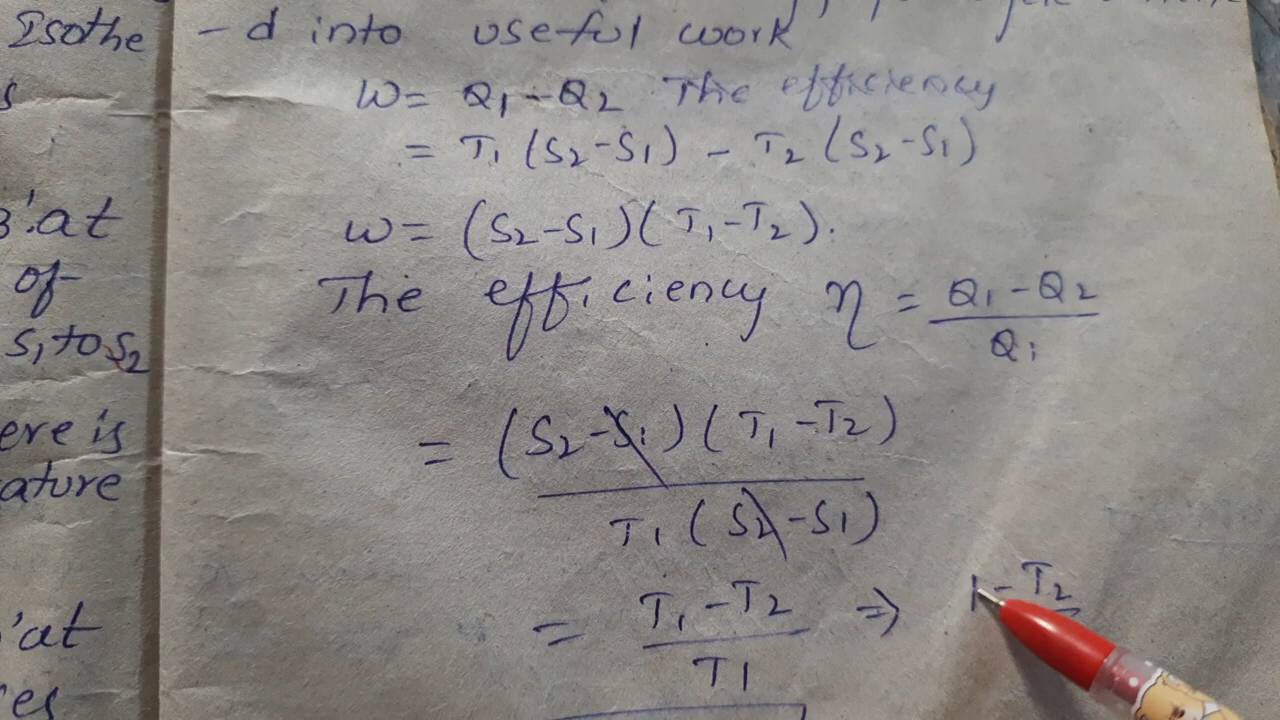 Isothe
s
B'.at
of
S1 to S2
ere is
ature
'at
es
- d into useful work
W = Q1 - Q2 The efficiency
= T1 (S2 - S1) - T2 (S2 - S1)
W = (S2 - S1)(T1 - T2).
The efficiency η = Q1 - Q2 / Q1
= (S2 - S1)(T1 - T2) / T1 (S2 - S1)
= T1 - T2 / T1 ⇒ 1 - T2